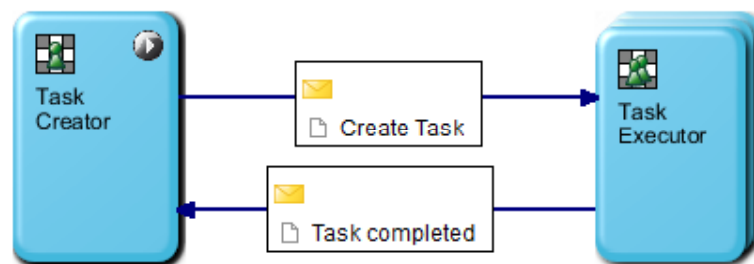 Task
Creator
Create Task
Task
Executor
Task completed